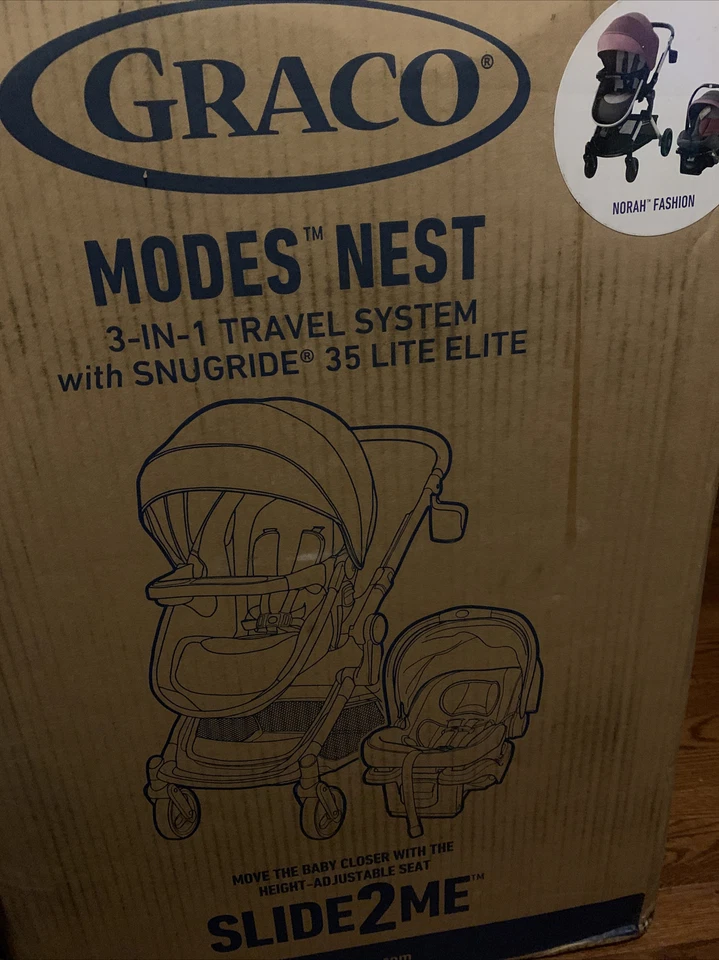 GRACO®
NORAH™ FASHION
MODES™ NEST
3-IN-1 TRAVEL SYSTEM
with SNUGRIDE® 35 LITE ELITE
MOVE THE BABY CLOSER WITH THE
HEIGHT-ADJUSTABLE SEAT
SLIDE2ME™